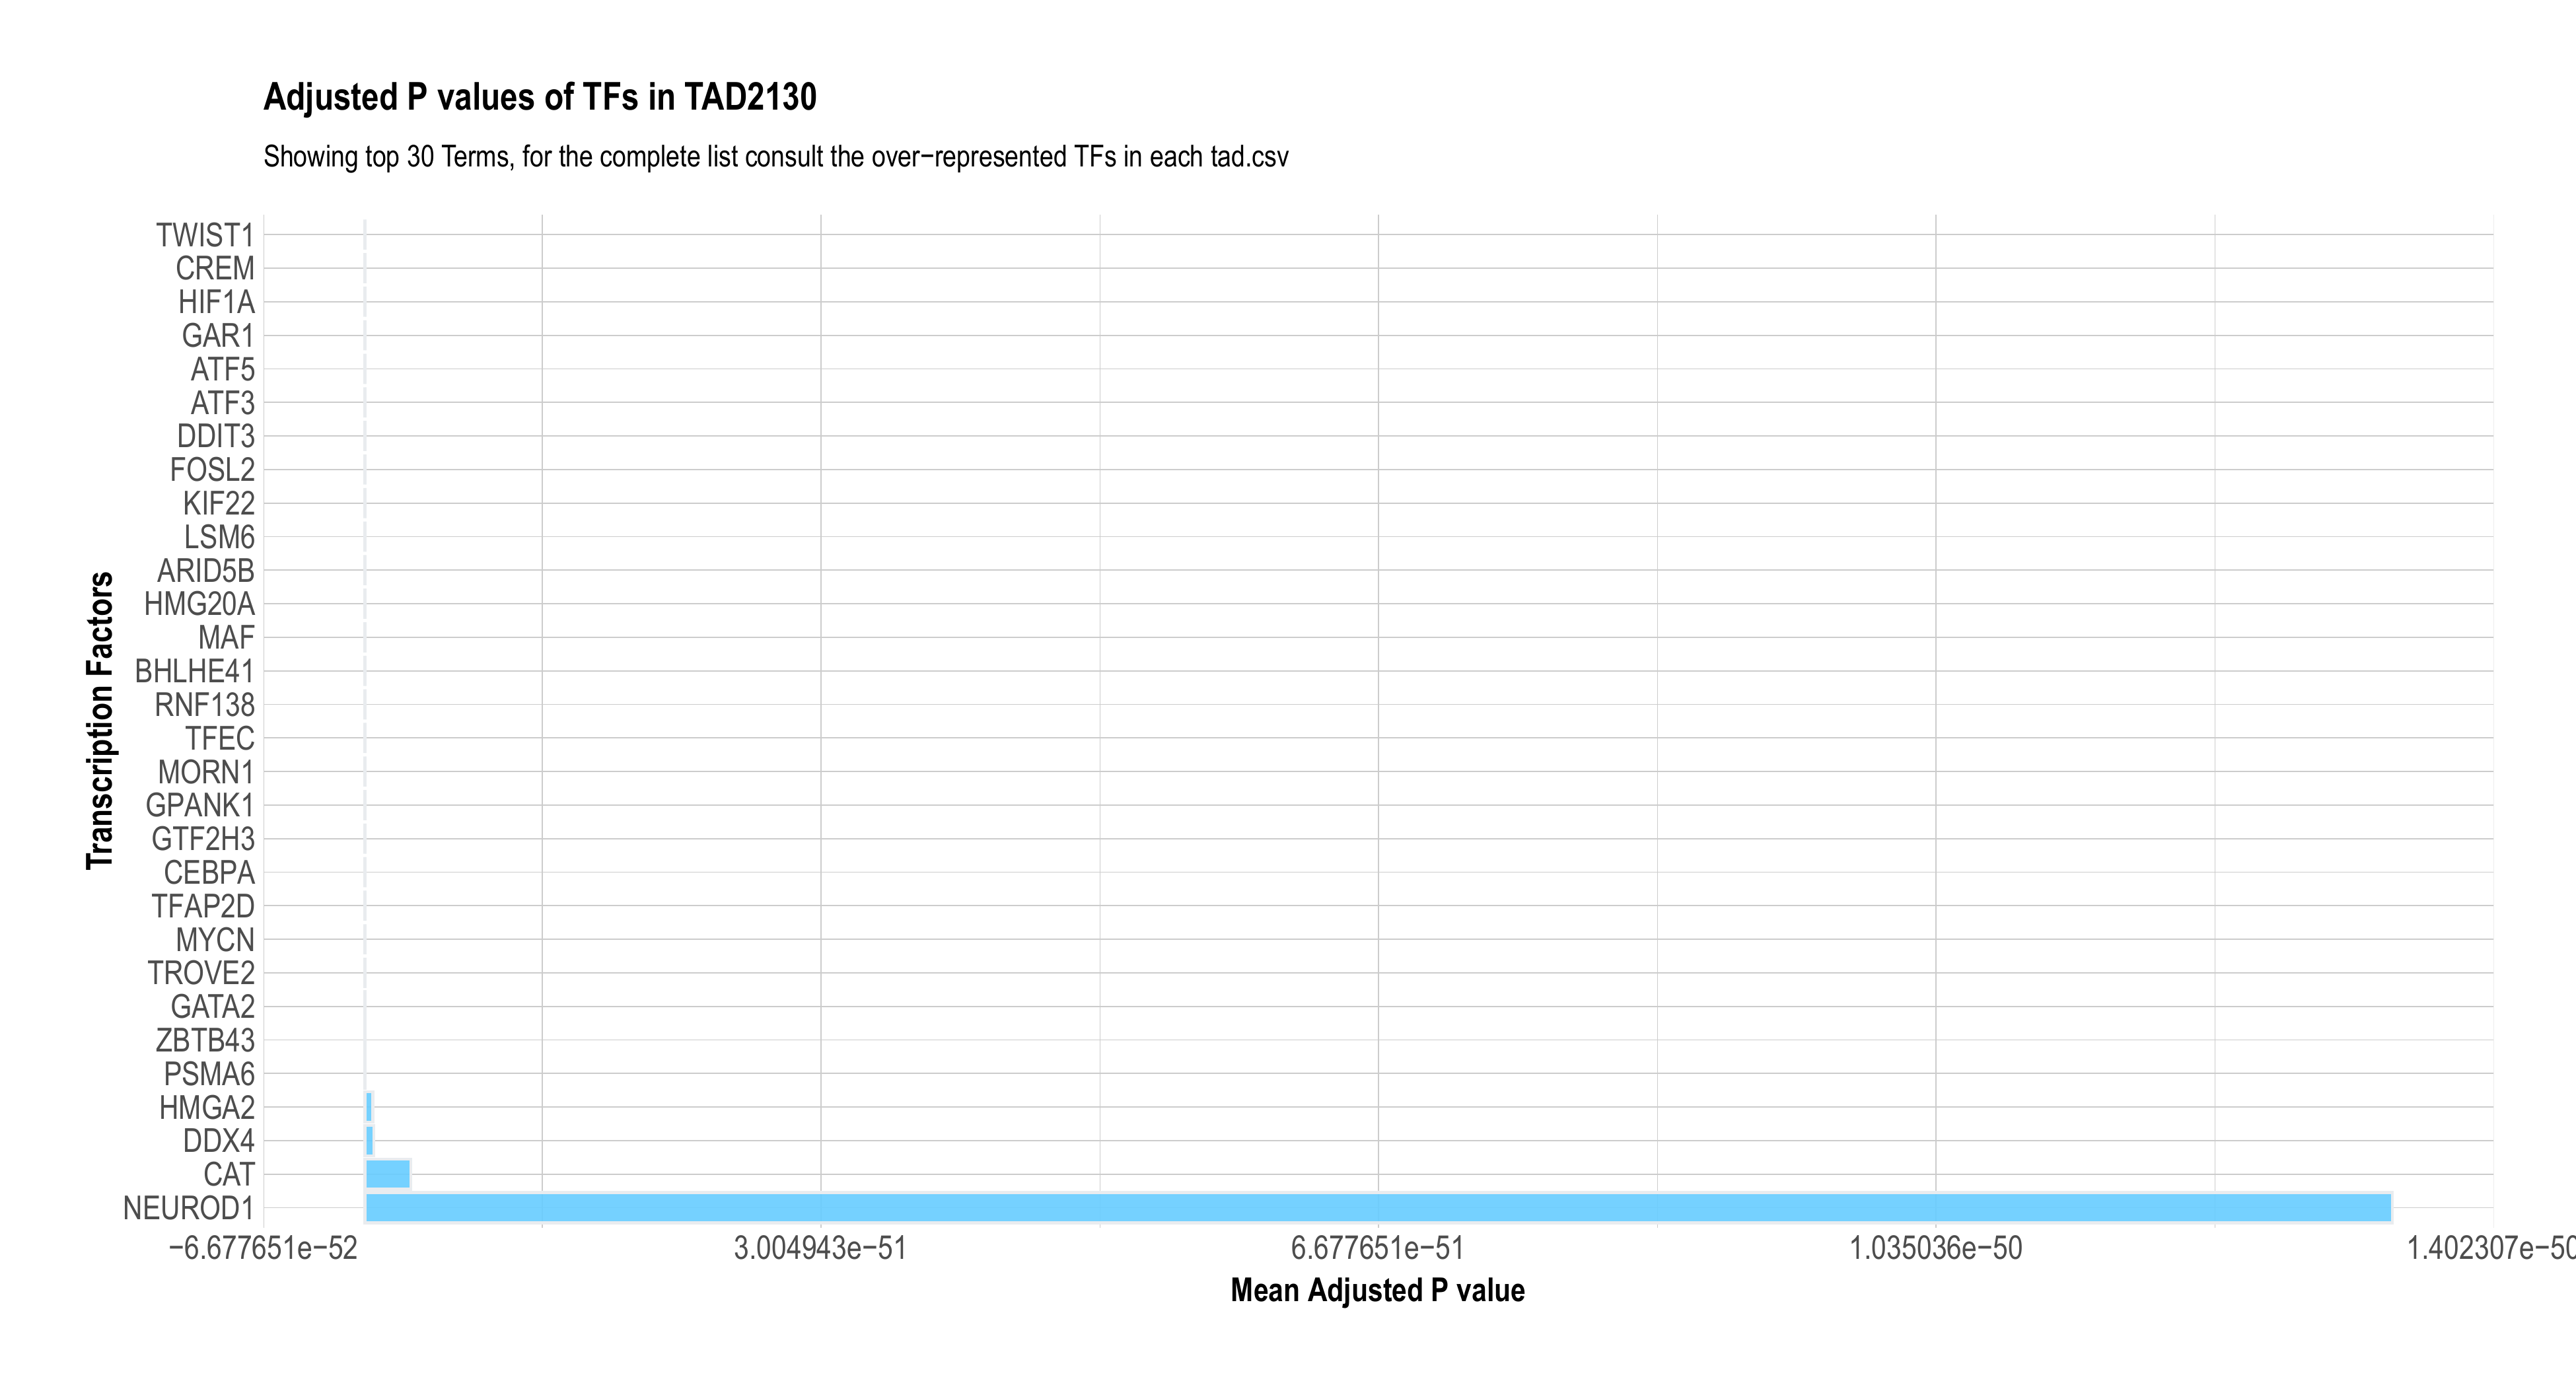 Adjusted P values of TFs in TAD2130
Showing top 30 Terms, for the complete list consult the over−represented TFs in each tad.csv
Transcription Factors
TWIST1
CREM
HIF1A
GAR1
ATF5
ATF3
DDIT3
FOSL2
KIF22
LSM6
ARID5B
HMG20A
MAF
BHLHE41
RNF138
TFEC
MORN1
GPANK1
GTF2H3
CEBPA
TFAP2D
MYCN
TROVE2
GATA2
ZBTB43
PSMA6
HMGA2
DDX4
CAT
NEUROD1
−6.677651e−52 3.004943e−51 6.677651e−51 1.035036e−50 1.402307e−50
Mean Adjusted P value